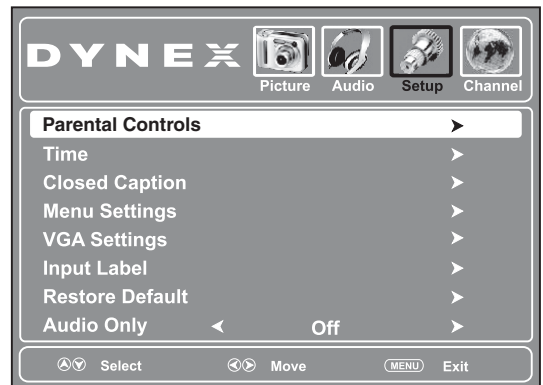 DYNEX
Picture Audio Setup Channel
Parental Controls
Time
Closed Caption
Menu Settings
VGA Settings
Input Label
Restore Default
Audio Only Off
Select Move MENU Exit